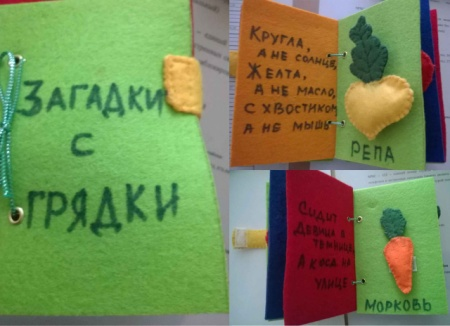 ЗАГАДКИ
С
ГРЯДКИ
КРУГЛА,
А НЕ СОЛНЦЕ,
ЖЕЛТА,
А НЕ МАСЛО,
С ХВОСТИКОМ,
А НЕ МЫШЬ
РЕПА
СИДИТ
ДЕВИЦА В
ТЕМНИЦЕ,
А КОСА НА
УЛИЦЕ
МОРКОВЬ